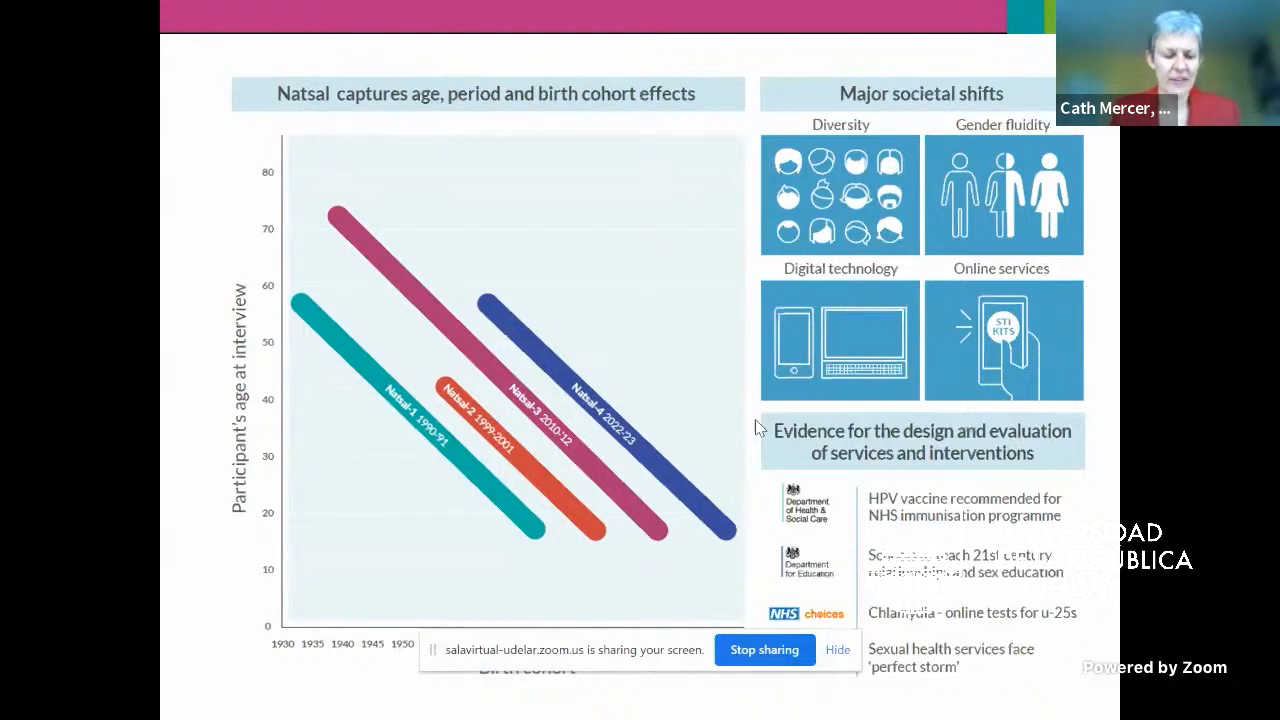 Natsal captures age, period and birth cohort effects
Major societal shifts
Cath Mercer, ...
Diversity
Gender fluidity
80
70
60
50
40
30
20
10
0
Participant's age at interview
Natsal-1 1990-91
Natsal-2 1999-2001
Natsal-3 2010-'12
Natsal-4 2022-'23
1930 1935 1940 1945 1950
Digital technology
Online services
STI
KITS
Evidence for the design and evaluation
of services and interventions
Department
of Health &
Social Care
HPV vaccine recommended for
NHS immunisation programme
Department
for Education
21st century
and sex education
NHS choices
Chlamydia - online tests for u-25s
Sexual health services face
'perfect storm'
salavirtual-udelar.zoom.us is sharing your screen.
Stop sharing
Hide
Powered by Zoom